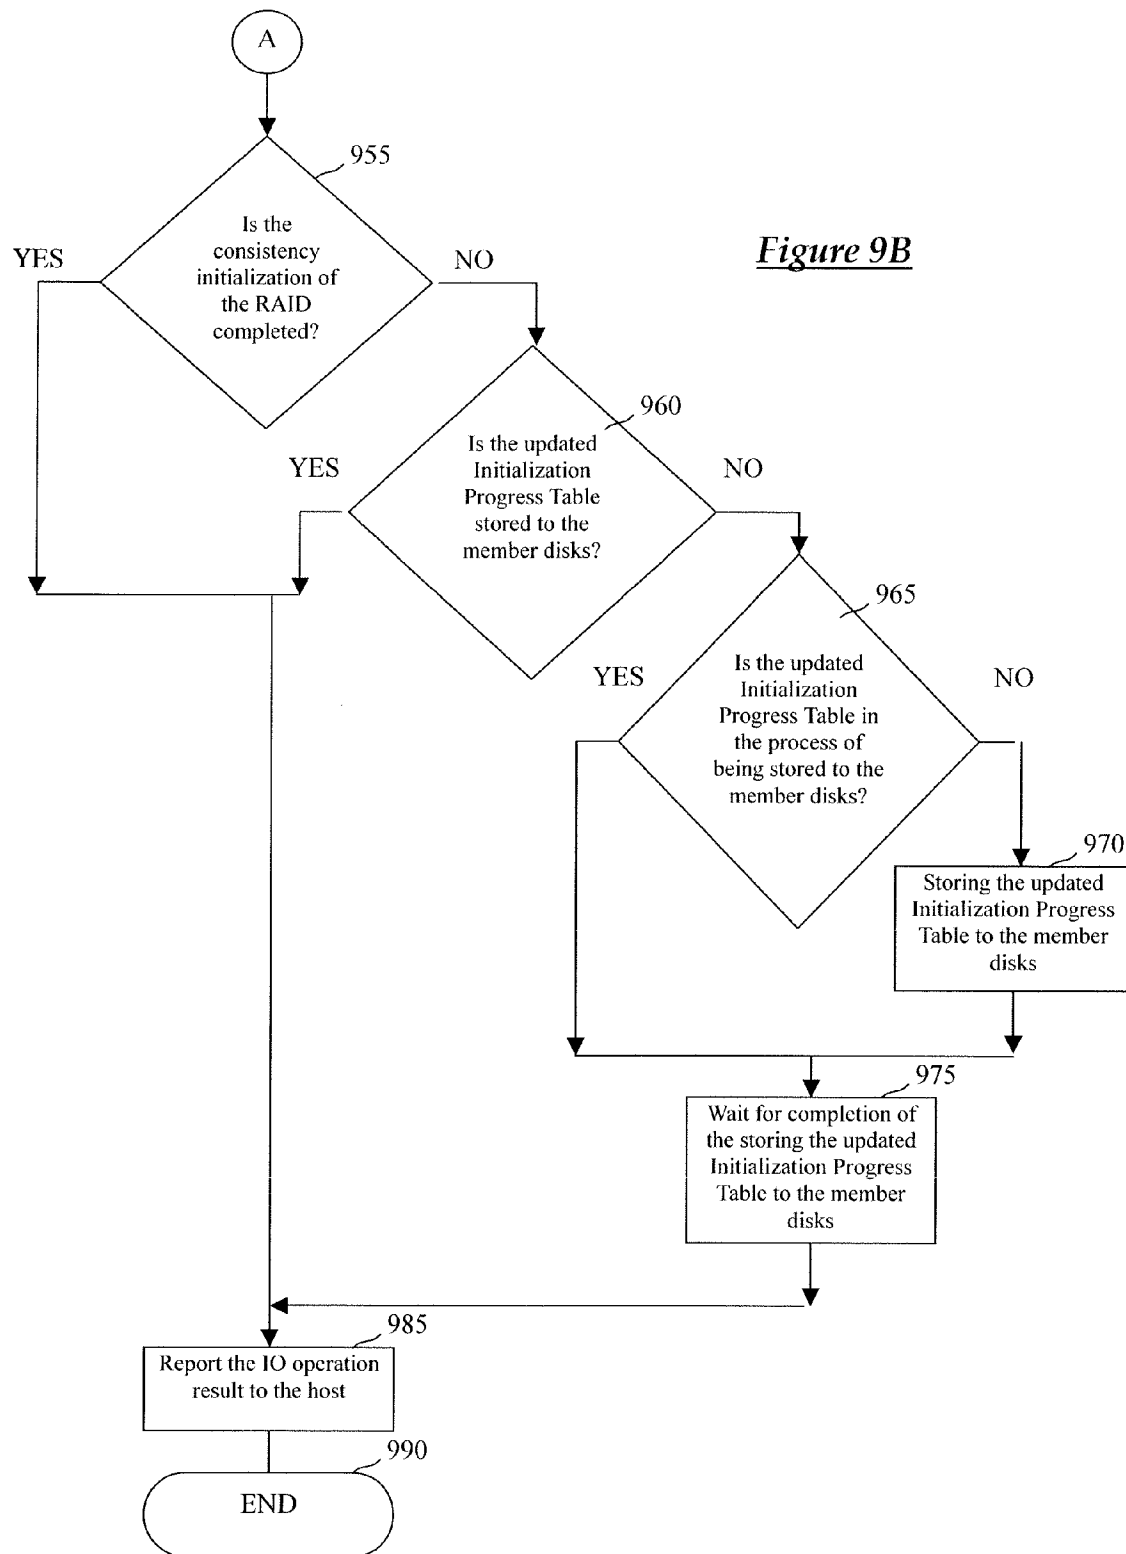 A
955
Is the
consistency
initialization of
the RAID
completed?
YES
NO
Figure 9B
960
Is the updated
Initialization
Progress Table
stored to the
member disks?
YES
NO
965
Is the updated
Initialization
Progress Table in
the process of
being stored to the
member disks?
YES
NO
970
Storing the updated
Initialization Progress
Table to the member
disks
975
Wait for completion of
the storing the updated
Initialization Progress
Table to the member
disks
985
Report the IO operation
result to the host
990
END